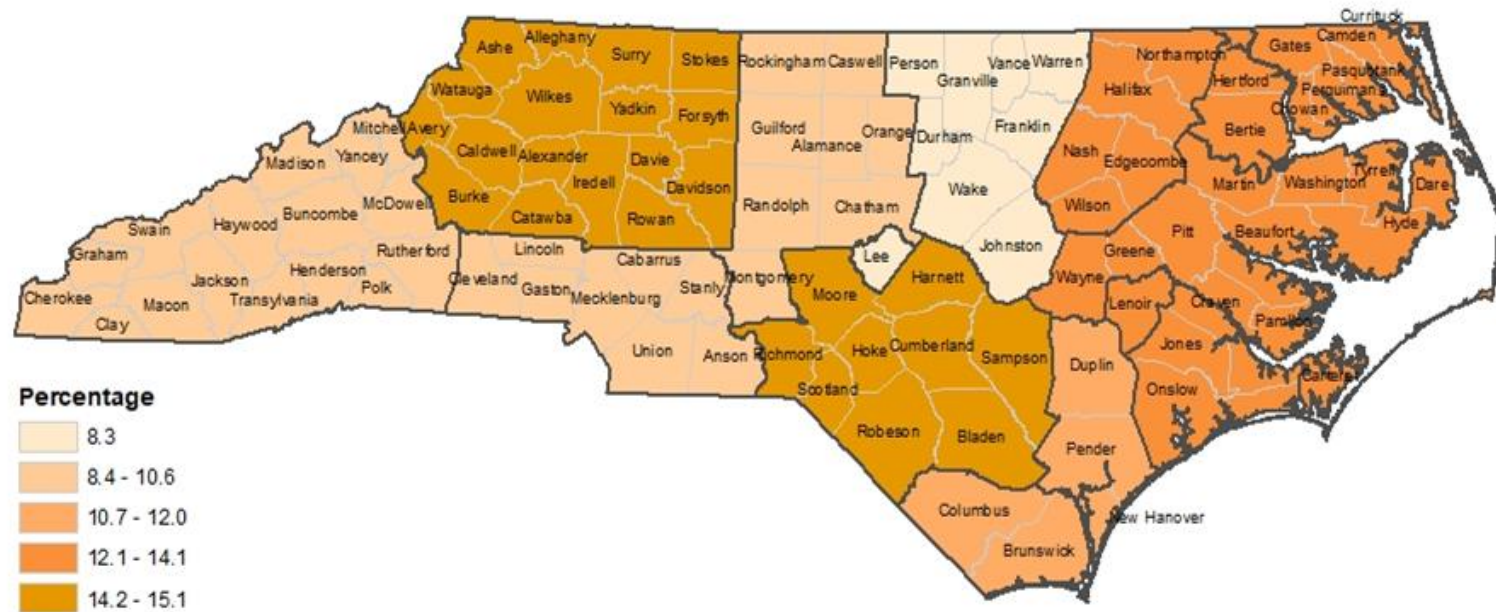 Currituck
Ashe Alleghany Surry Stokes Rockingham Caswell Person Granville Vance Warren Northampton Gates Camden
Watauga Wilkes Yadkin Forsyth Halifax Hertford Pasquotank
Perquimans
Chowan
Mitchell Avery Guilford Alamance Orange Durham Franklin Bertie
Madison Yancey Caldwell Alexander Davie Nash Edgecombe
Iredell Davidson Wake Martin Washington Tyrrell Dare
Burke
McDowell Catawba Rowan Randolph Chatham Wilson
Swain Haywood Buncombe Johnston Pitt Beaufort Hyde
Graham Rutherford Lincoln Cabarrus Lee Greene
Jackson Henderson Cleveland Gaston Mecklenburg Stanly Montgomery Moore Harnett Wayne
Cherokee Macon Transylvania Polk Lenoir Craven Pamlico
Clay Union Anson Richmond Hoke Cumberland Sampson Duplin Jones
Scotland Onslow Carteret
Robeson Bladen Pender
Columbus New Hanover
Brunswick
Percentage
8.3
8.4 - 10.6
10.7 - 12.0
12.1 - 14.1
14.2 - 15.1